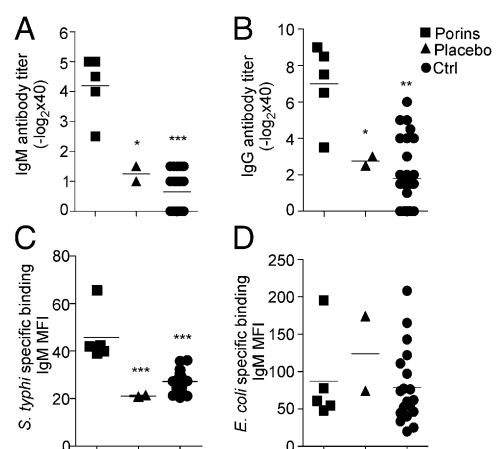 A
IgM antibody titer
(-log2x40)
6
5
4
3
2
1
0
*
***
B
IgG antibody titer
(-log2x40)
10
8
6
4
2
0
*
**
Porins
Placebo
Ctrl
C
S. typhi specific binding
IgM MFI
80
60
40
20
0
***
***
D
E. coli specific binding
IgM MFI
250
200
150
100
50
0